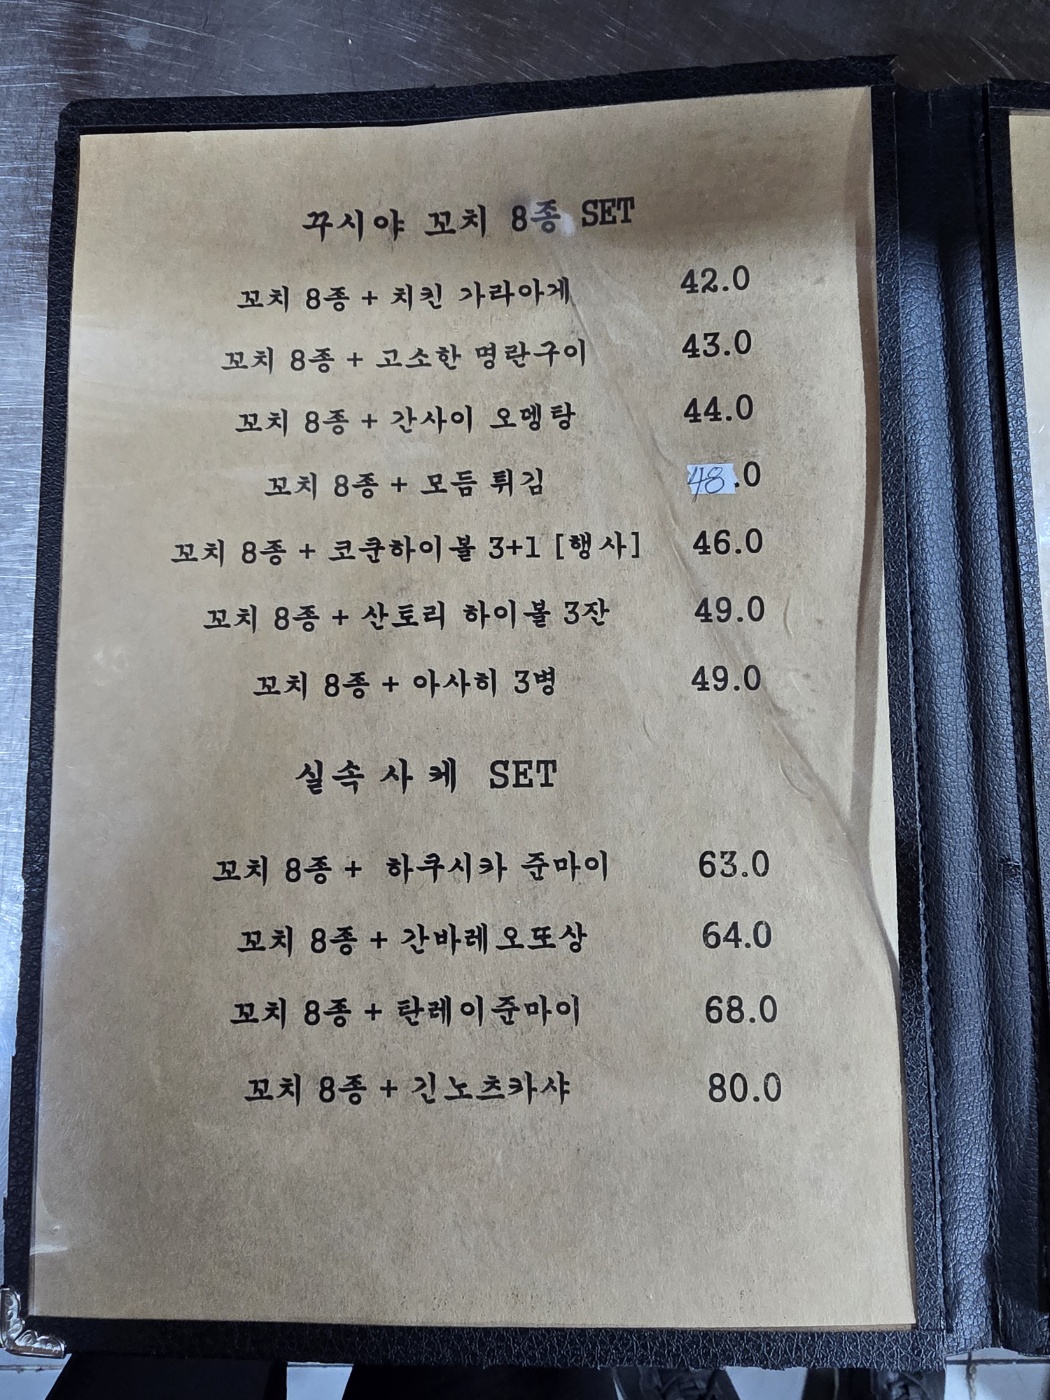 꾸시야 꼬치 8종 SET
꼬치 8종 + 치킨 가라아게 42.0
꼬치 8종 + 고소한 명란구이 43.0
꼬치 8종 + 간사이 오뎅탕 44.0
꼬치 8종 + 모듬 튀김 48.0
꼬치 8종 + 코쿤하이볼 3+1 [행사] 46.0
꼬치 8종 + 산토리 하이볼 3잔 49.0
꼬치 8종 + 아사히 3병 49.0
실속사케 SET
꼬치 8종 + 하쿠시카 준마이 63.0
꼬치 8종 + 간바레오또상 64.0
꼬치 8종 + 탄레이준마이 68.0
꼬치 8종 + 긴노츠카샤 80.0